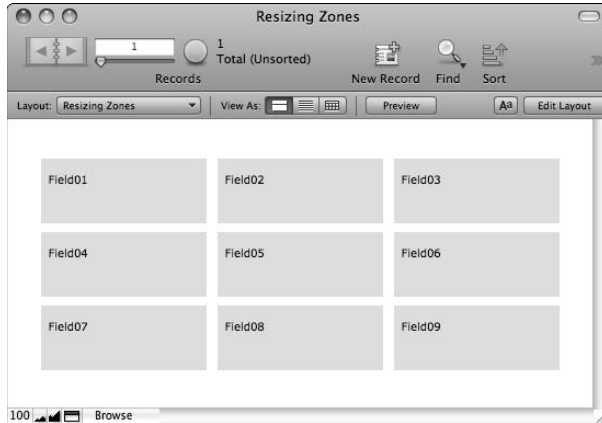 Resizing Zones
1
1
Total (Unsorted)
Records
New Record
Find
Sort
Layout:
Resizing Zones
View As:
Preview
Aa
Edit Layout
Field01
Field02
Field03
Field04
Field05
Field06
Field07
Field08
Field09
100
Browse